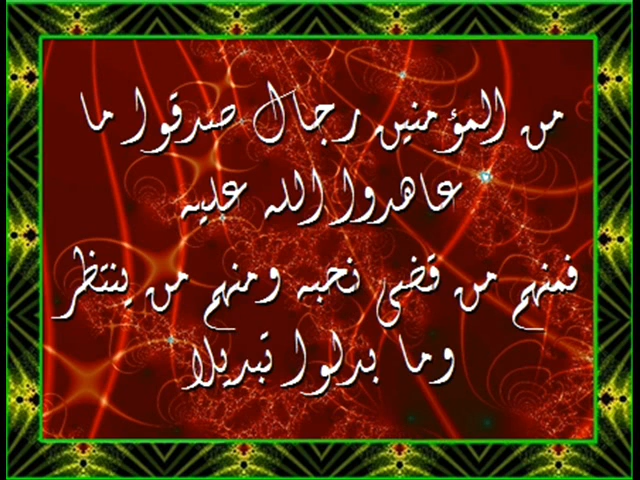 من المؤمنين رجال صدقوا ما
عاهدوا الله عليه
فمنهم من قضى نحبه ومنهم من ينتظر
وما بدلوا تبديلا